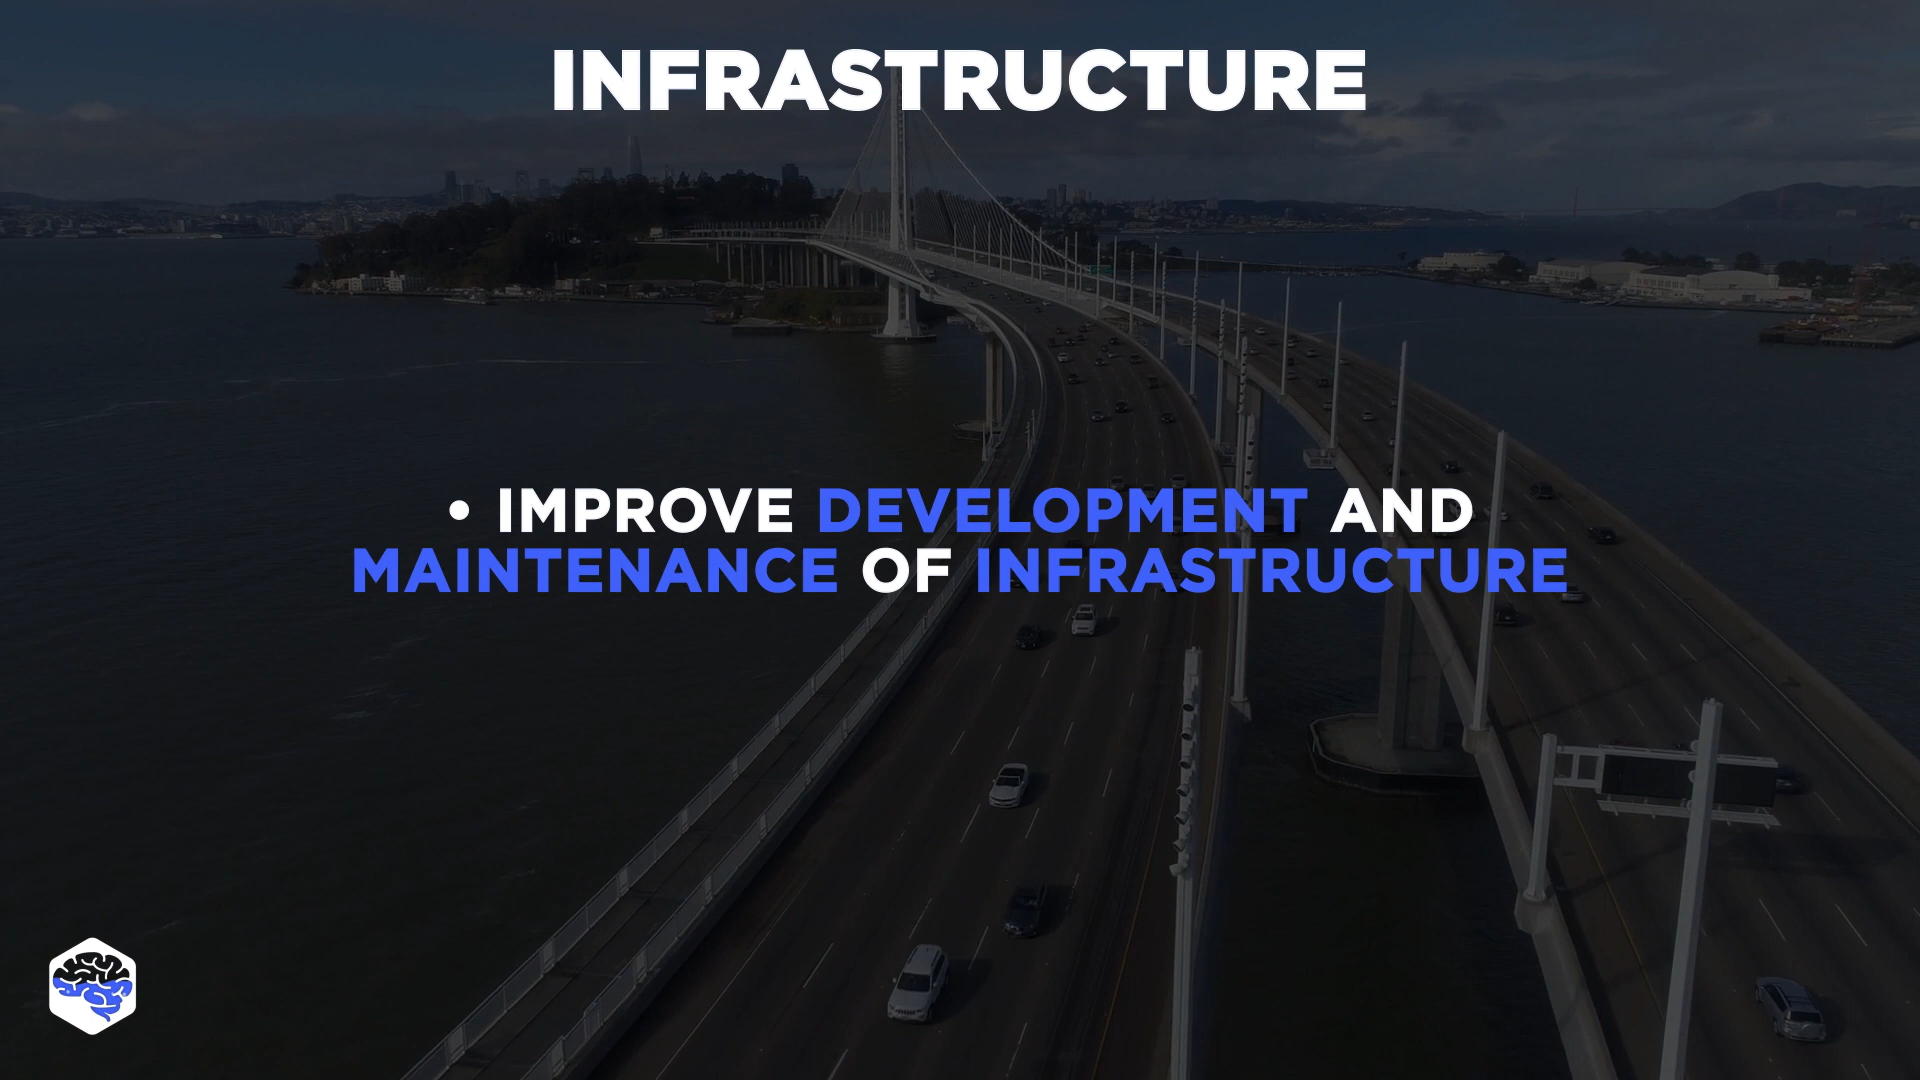 INFRASTRUCTURE
• IMPROVE DEVELOPMENT AND
MAINTENANCE OF INFRASTRUCTURE